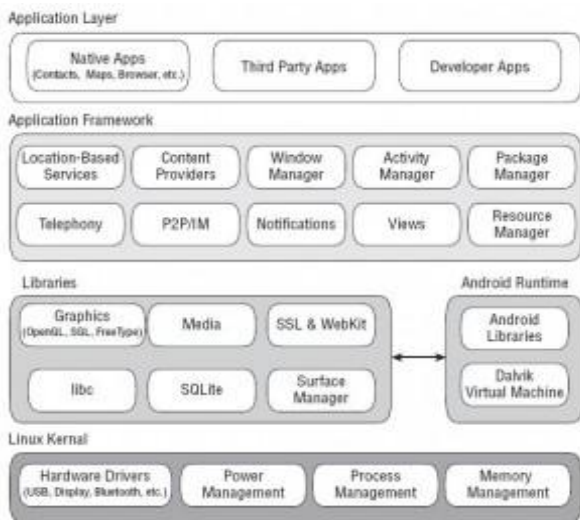 Application Layer
Native Apps
(Contacts, Maps, Browser, etc.)
Third Party Apps
Developer Apps
Application Framework
Location-Based
Services
Content
Providers
Window
Manager
Activity
Manager
Package
Manager
Telephony
P2P/IM
Notifications
Views
Resource
Manager
Libraries
Graphics
(OpenGL, SGL, FreeType)
Media
SSL & WebKit
libc
SQLite
Surface
Manager
Android Runtime
Android
Libraries
Dalvik
Virtual Machine
Linux Kernal
Hardware Drivers
(USB, Display, Bluetooth, etc.)
Power
Management
Process
Management
Memory
Management